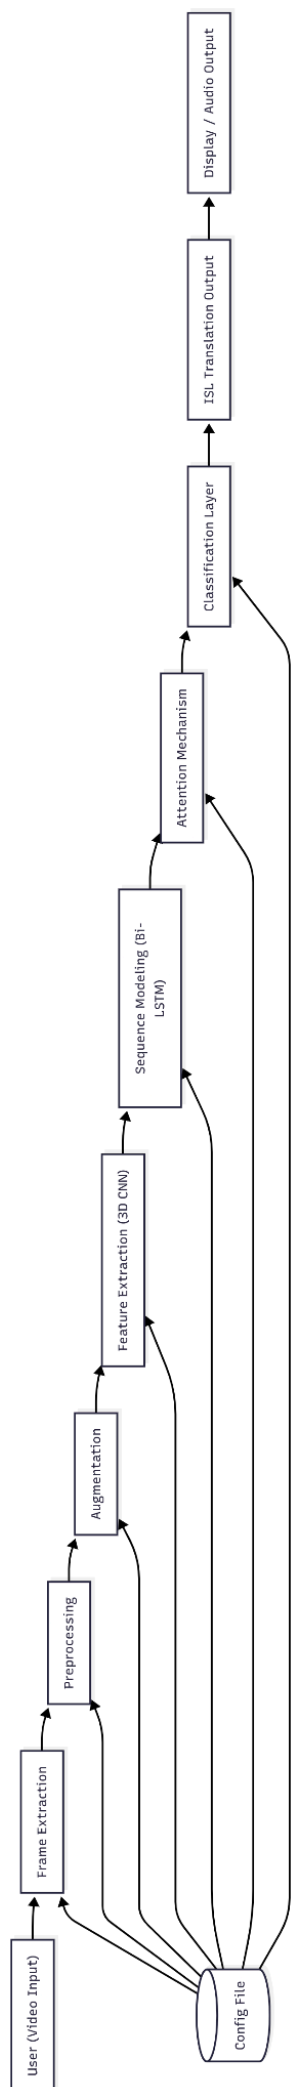 User (Video Input)
Frame Extraction
Preprocessing
Augmentation
Feature Extraction (3D CNN)
Sequence Modeling (Bi-
LSTM)
Attention Mechanism
Classification Layer
ISL Translation Output
Display / Audio Output
Config File